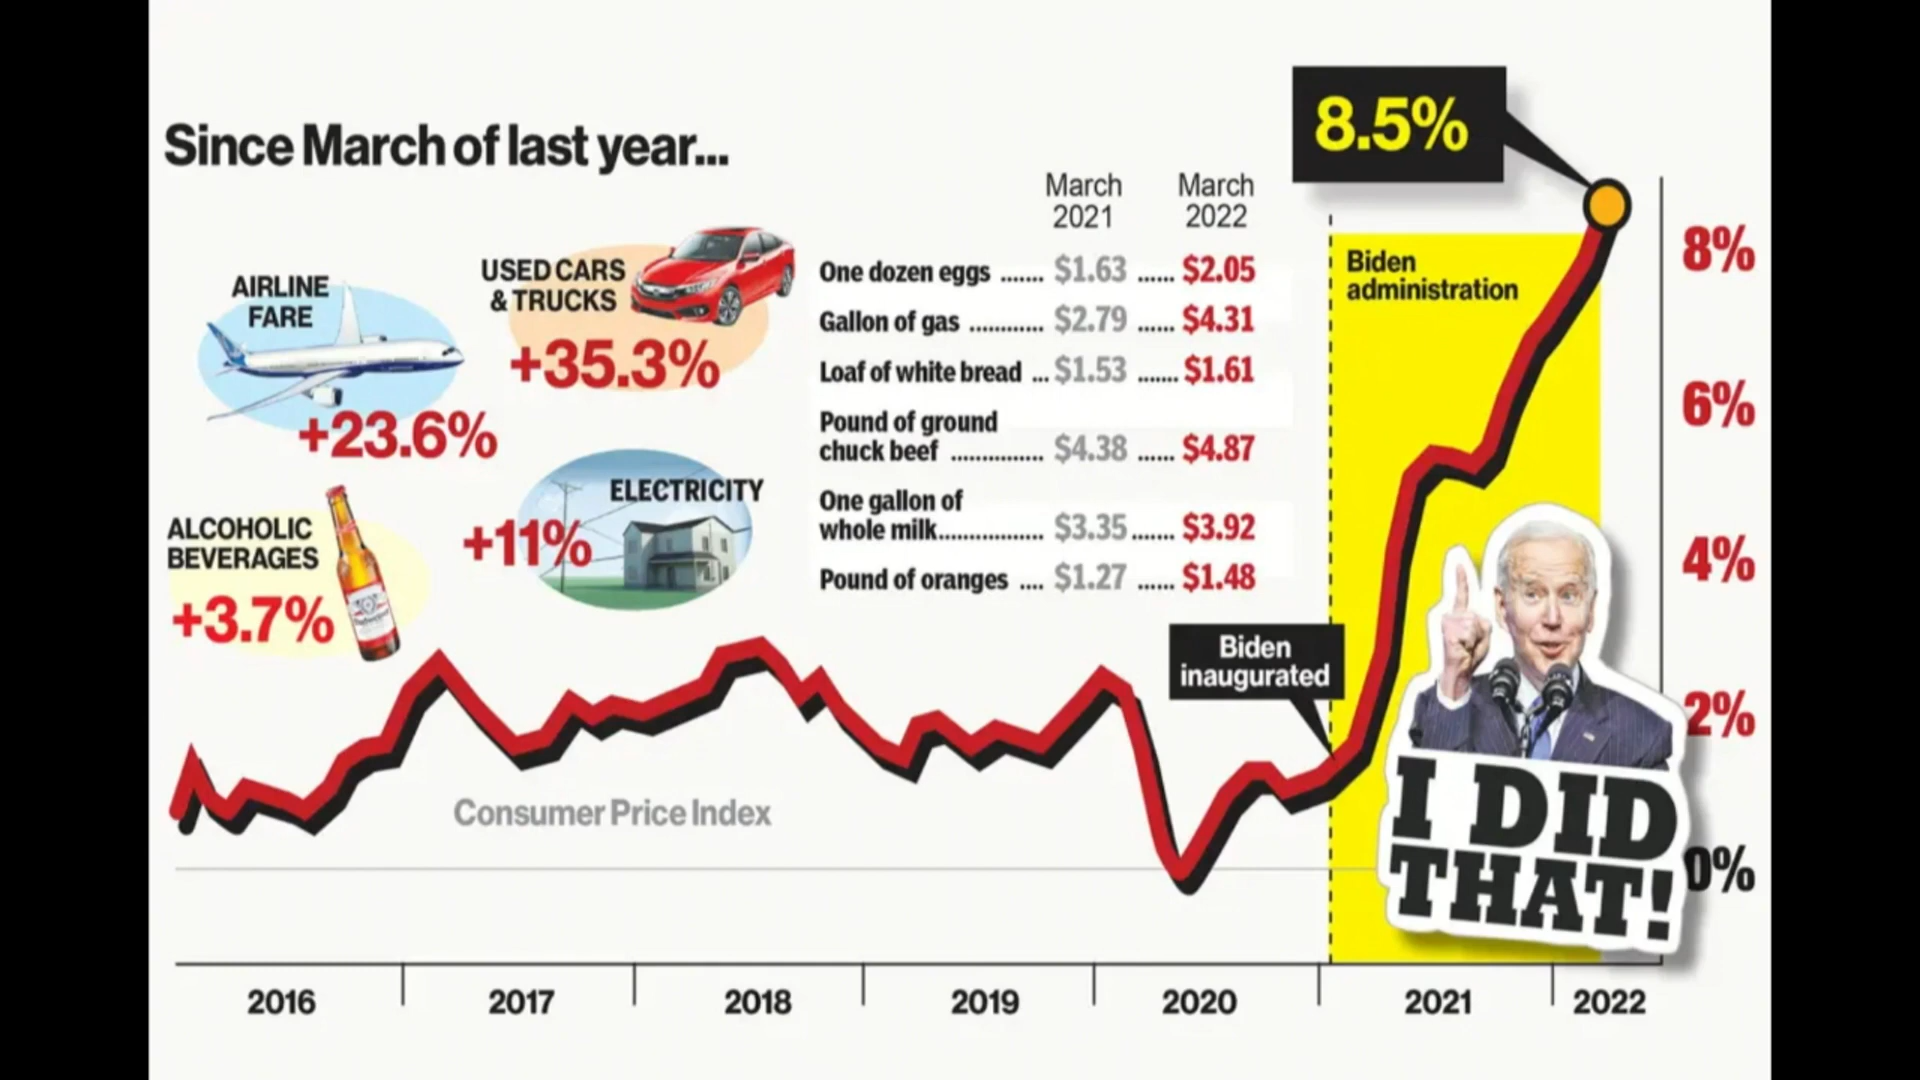 Since March of last year...
AIRLINE
FARE
+23.6%
USED CARS
& TRUCKS
+35.3%
ALCOHOLIC
BEVERAGES
+3.7%
ELECTRICITY
+11%
March March
2021 2022
One dozen eggs ....... $1.63 ...... $2.05
Gallon of gas ............ $2.79 ...... $4.31
Loaf of white bread ... $1.53 ....... $1.61
Pound of ground
chuck beef ............... $4.38 ...... $4.87
One gallon of
whole milk................. $3.35 ....... $3.92
Pound of oranges .... $1.27 ...... $1.48
8.5%
Biden
administration
Biden
inaugurated
Consumer Price Index
8%
6%
4%
2%
0%
I DID
THAT!
2016 2017 2018 2019 2020 2021 2022